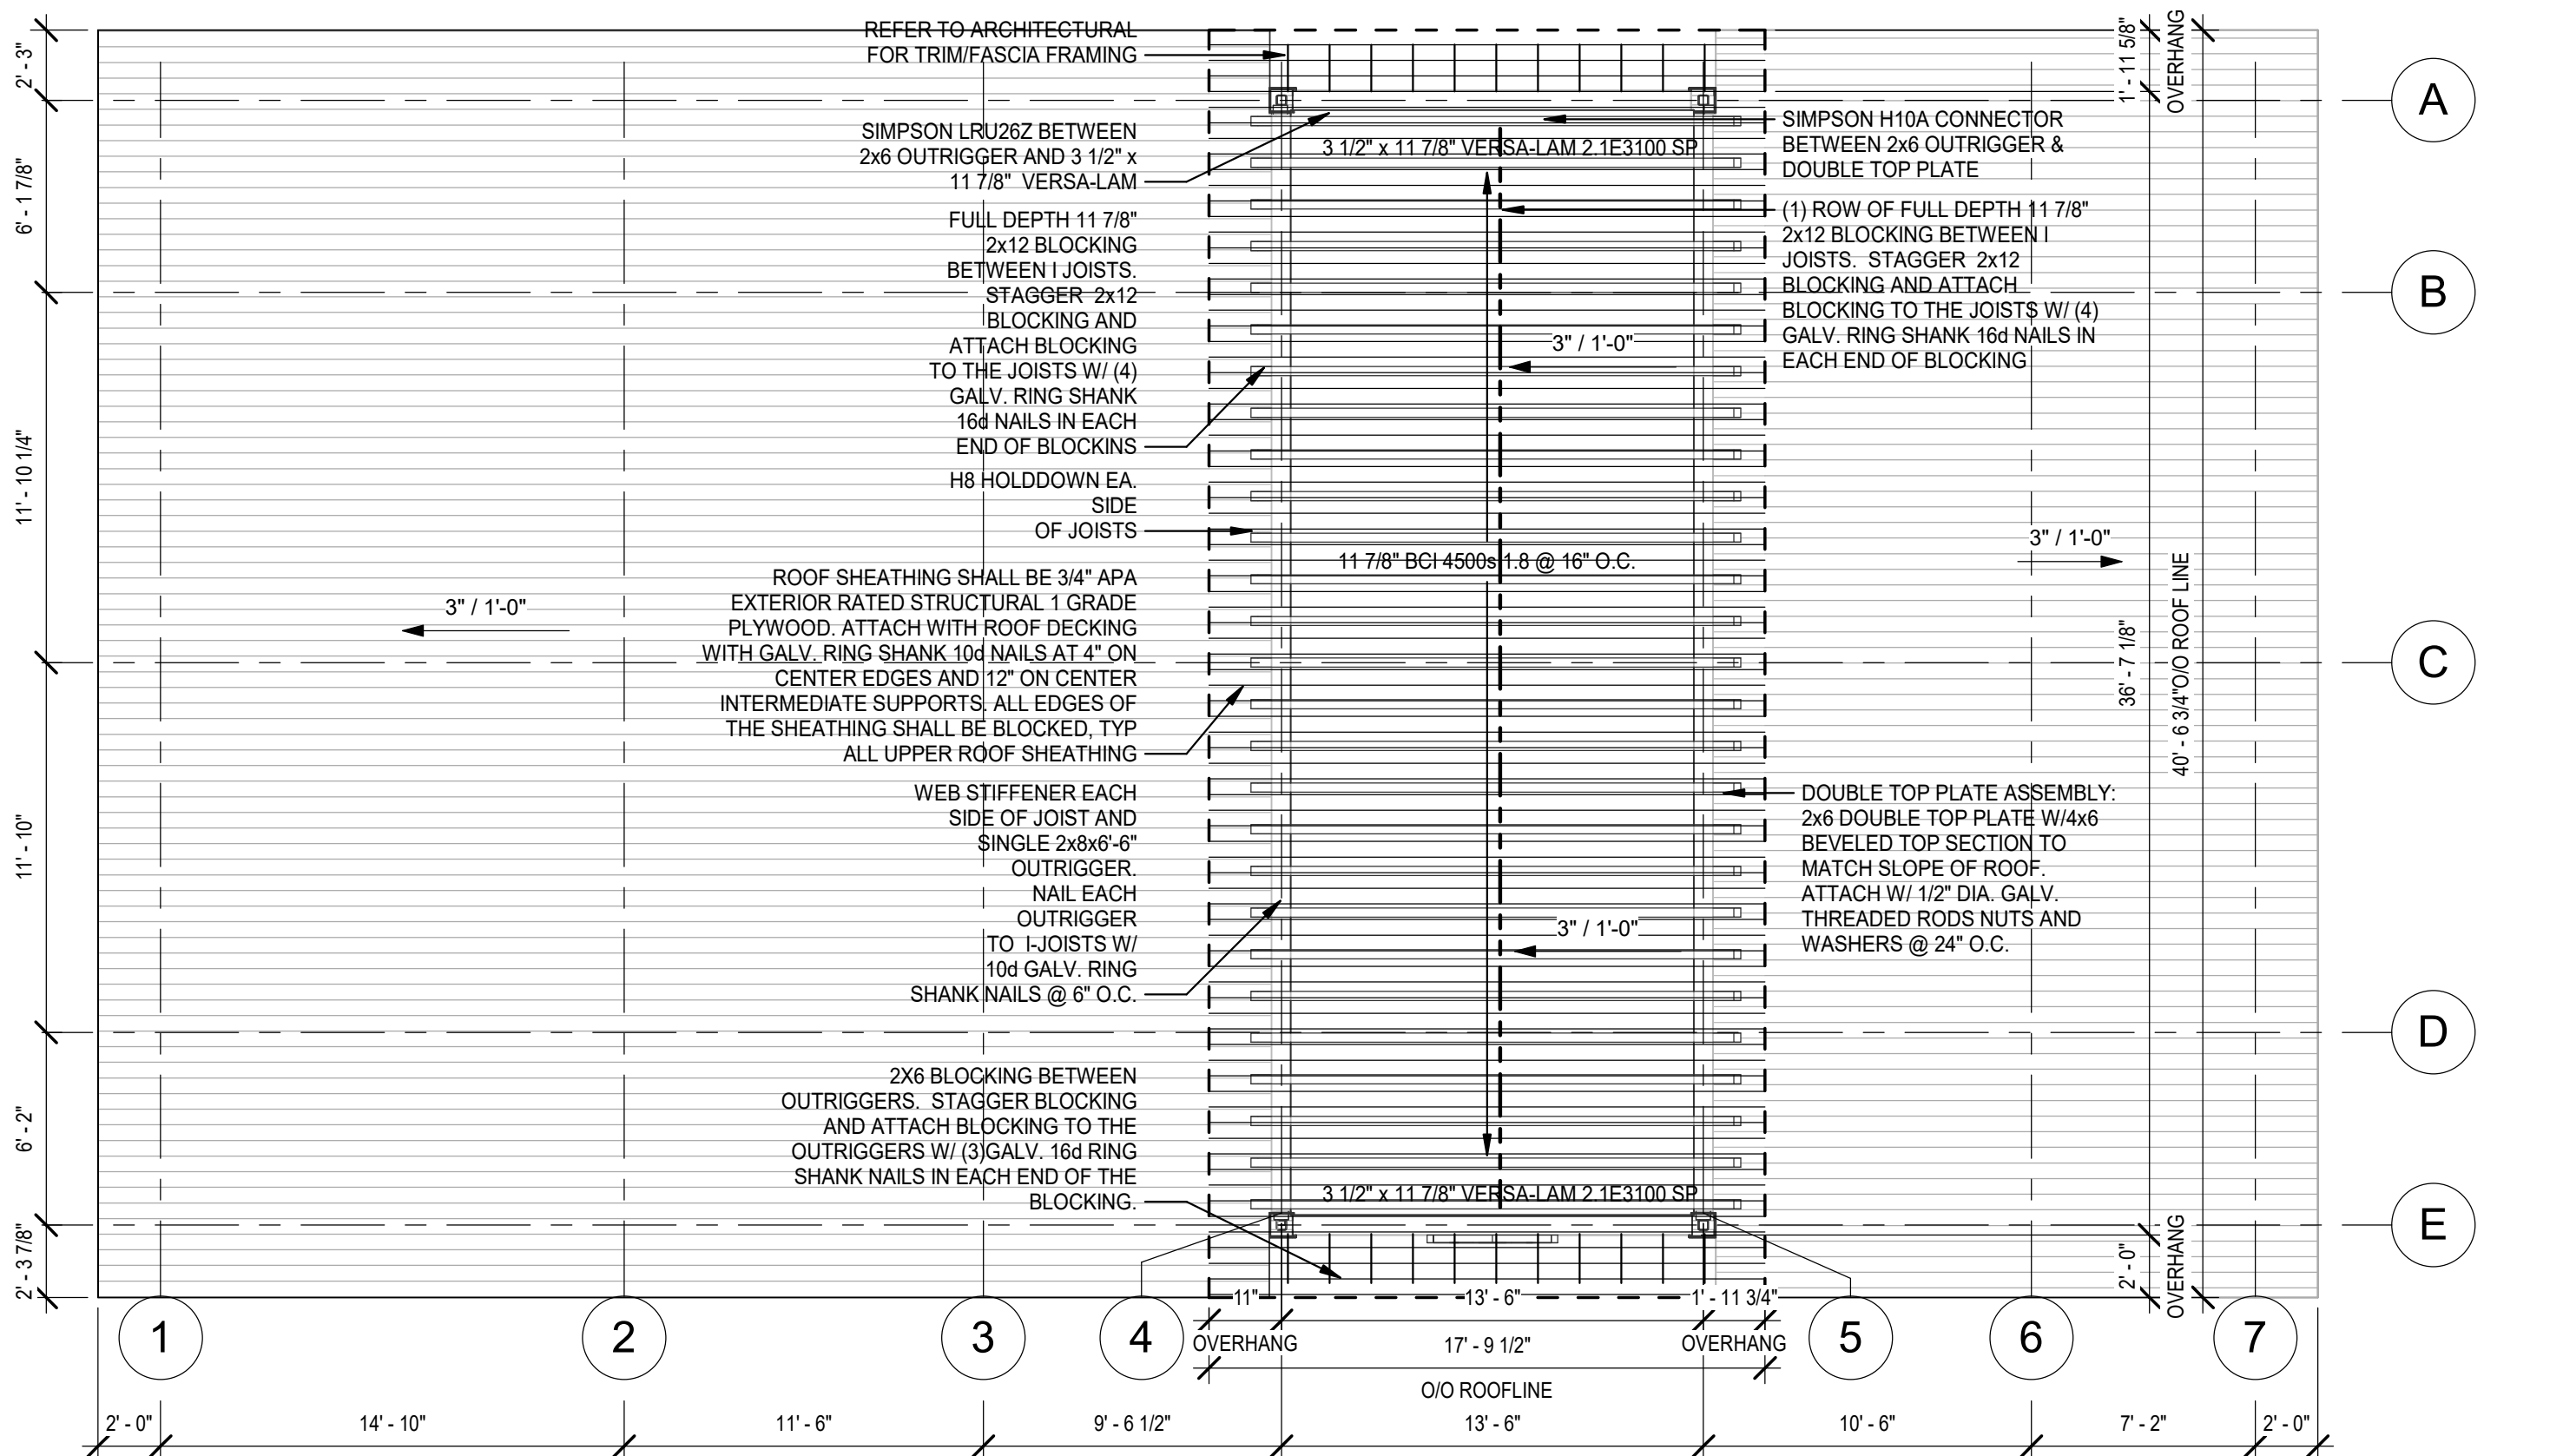 REFER TO ARCHITECTURAL
FOR TRIM/FASCIA FRAMING
SIMPSON LRU26Z BETWEEN
2x6 OUTRIGGER AND 3 1/2" x
11 7/8" VERSA-LAM
FULL DEPTH 11 7/8"
2x12 BLOCKING
BETWEEN I JOISTS.
STAGGER 2x12
BLOCKING AND
ATTACH BLOCKING
TO THE JOISTS W/ (4)
GALV. RING SHANK
16d NAILS IN EACH
END OF BLOCKINS
H8 HOLDDOWN EA.
SIDE
OF JOISTS
ROOF SHEATHING SHALL BE 3/4" APA
EXTERIOR RATED STRUCTURAL 1 GRADE
PLYWOOD. ATTACH WITH ROOF DECKING
WITH GALV. RING SHANK 10d NAILS AT 4" ON
CENTER EDGES AND 12" ON CENTER
INTERMEDIATE SUPPORTS. ALL EDGES OF
THE SHEATHING SHALL BE BLOCKED, TYP
ALL UPPER ROOF SHEATHING
WEB STIFFENER EACH
SIDE OF JOIST AND
SINGLE 2x8x6'-6"
OUTRIGGER.
NAIL EACH
OUTRIGGER
TO I-JOISTS W/
10d GALV. RING
SHANK NAILS @ 6" O.C.
2X6 BLOCKING BETWEEN
OUTRIGGERS. STAGGER BLOCKING
AND ATTACH BLOCKING TO THE
OUTRIGGERS W/ (3)GALV. 16d RING
SHANK NAILS IN EACH END OF THE
BLOCKING.
3 1/2" x 11 7/8" VERSA-LAM 2.1E3100 SP
3" / 1'-0"
11 7/8" BCI 4500s 1.8 @ 16" O.C.
3" / 1'-0"
3 1/2" x 11 7/8" VERSA-LAM 2.1E3100 SP
SIMPSON H10A CONNECTOR
BETWEEN 2x6 OUTRIGGER &
DOUBLE TOP PLATE
(1) ROW OF FULL DEPTH 11 7/8"
2x12 BLOCKING BETWEEN I
JOISTS. STAGGER 2x12
BLOCKING AND ATTACH
BLOCKING TO THE JOISTS W/ (4)
GALV. RING SHANK 16d NAILS IN
EACH END OF BLOCKING
DOUBLE TOP PLATE ASSEMBLY:
2x6 DOUBLE TOP PLATE W/4x6
BEVELED TOP SECTION TO
MATCH SLOPE OF ROOF.
ATTACH W/ 1/2" DIA. GALV.
THREADED RODS NUTS AND
WASHERS @ 24" O.C.
3" / 1'-0"
3" / 1'-0"
2' - 3"
6' - 1 7/8"
11' - 10 1/4"
11' - 10"
6' - 2"
2' - 3 7/8"
1' - 11 5/8"
OVERHANG
36' - 7 1/8"
40' - 6 3/4"O/O ROOF LINE
2' - 0"
OVERHANG
A
B
C
D
E
11"
13' - 6"
1' - 11 3/4"
OVERHANG
17' - 9 1/2"
OVERHANG
O/O ROOFLINE
1
2
3
4
5
6
7
2' - 0"
14' - 10"
11' - 6"
9' - 6 1/2"
13' - 6"
10' - 6"
7' - 2"
2' - 0"